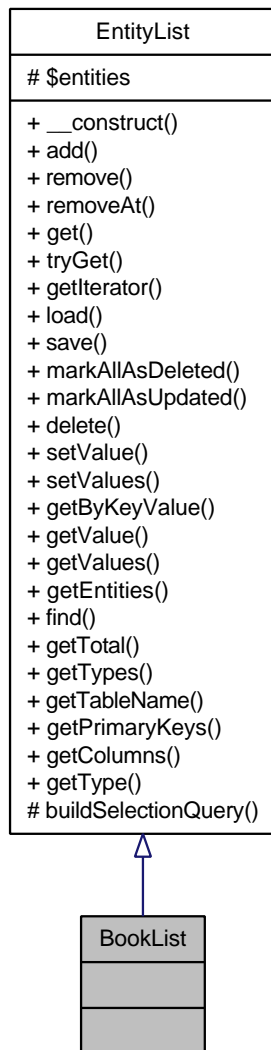 EntityList
# $entities
+ __construct()
+ add()
+ remove()
+ removeAt()
+ get()
+ tryGet()
+ getIterator()
+ load()
+ save()
+ markAllAsDeleted()
+ markAllAsUpdated()
+ delete()
+ setValue()
+ setValues()
+ getByKeyValue()
+ getValue()
+ getValues()
+ getEntities()
+ find()
+ getTotal()
+ getTypes()
+ getTableName()
+ getPrimaryKeys()
+ getColumns()
+ getType()
# buildSelectionQuery()
BookList